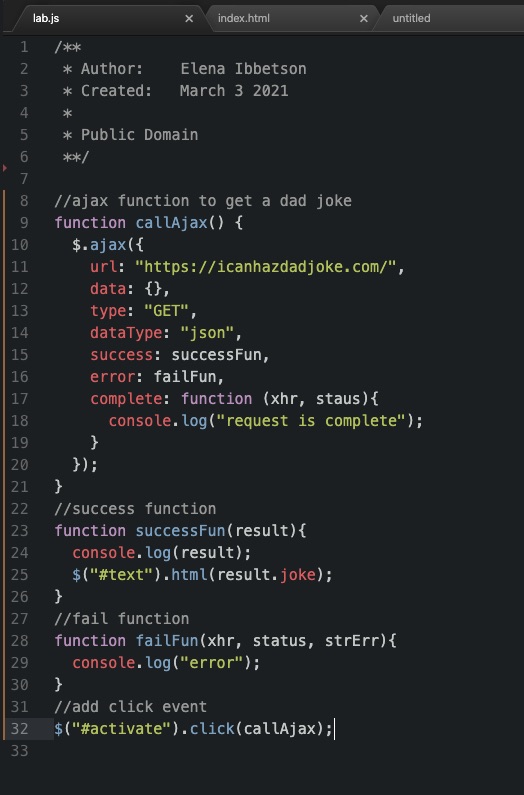 lab.js × index.html × untitled
1 /**
2 * Author: Elena Ibbetson
3 * Created: March 3 2021
4 *
5 * Public Domain
6 **/
7
8 //ajax function to get a dad joke
9 function callAjax() {
10 $.ajax({
11 url: "https://icanhazdadjoke.com/",
12 data: {},
13 type: "GET",
14 dataType: "json",
15 success: successFun,
16 error: failFun,
17 complete: function (xhr, staus){
18 console.log("request is complete");
19 }
20 });
21 }
22 //success function
23 function successFun(result){
24 console.log(result);
25 $("#text").html(result.joke);
26 }
27 //fail function
28 function failFun(xhr, status, strErr){
29 console.log("error");
30 }
31 //add click event
32 $("#activate").click(callAjax);
33